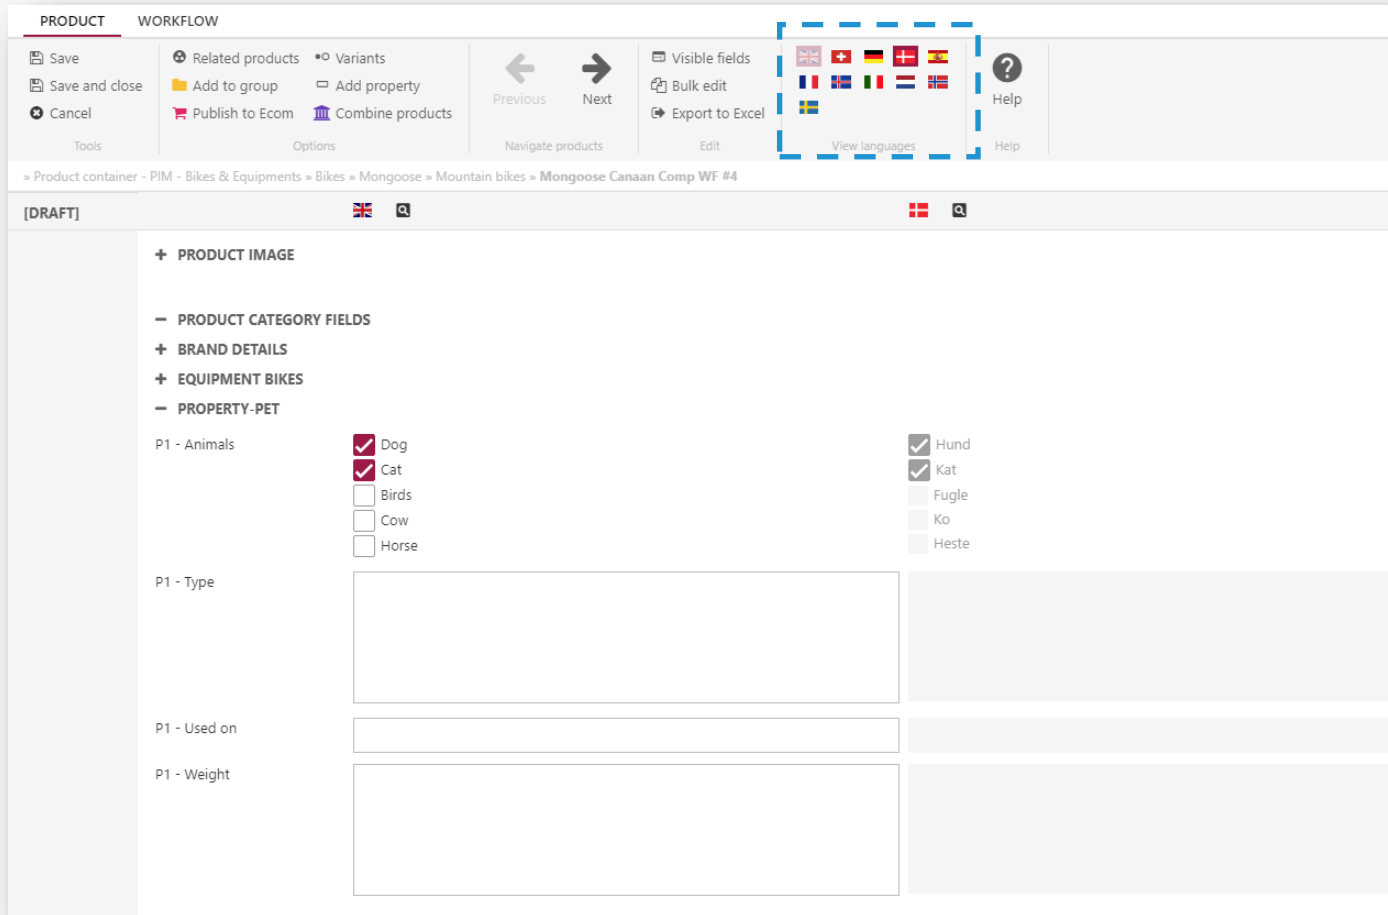 PRODUCT WORKFLOW
Save Related products Variants Visible fields
Save and close Add to group Add property Bulk edit
Cancel Publish to Ecom Combine products Export to Excel
Previous Next Help
Tools Options Navigate products Edit View languages Help
» Product container - PIM - Bikes & Equipments » Bikes » Mongoose » Mountain bikes » Mongoose Canaan Comp WF #4
[DRAFT]
PRODUCT IMAGE
PRODUCT CATEGORY FIELDS
BRAND DETAILS
EQUIPMENT BIKES
PROPERTY-PET
P1 - Animals Dog Hund
Cat Kat
Birds Fugle
Cow Ko
Horse Heste
P1 - Type
P1 - Used on
P1 - Weight